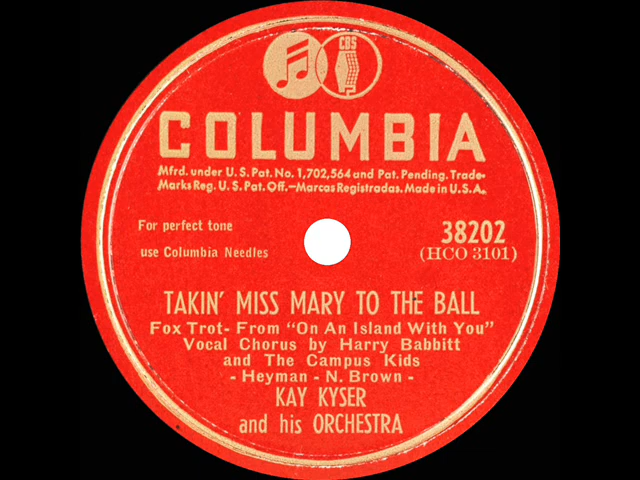 CBS
COLUMBIA
Mfrd. under U. S. Pat. No. 1,702,564 and Pat. Pending. Trade-
Marks Reg. U. S. Pat. Off.—Marcas Registradas. Made in U. S. A.
For perfect tone
use Columbia Needles
38202
(HCO 3101)
TAKIN' MISS MARY TO THE BALL
Fox Trot- From "On An Island With You"
Vocal Chorus by Harry Babbitt
and The Campus Kids
- Heyman - N. Brown -
KAY KYSER
and his ORCHESTRA